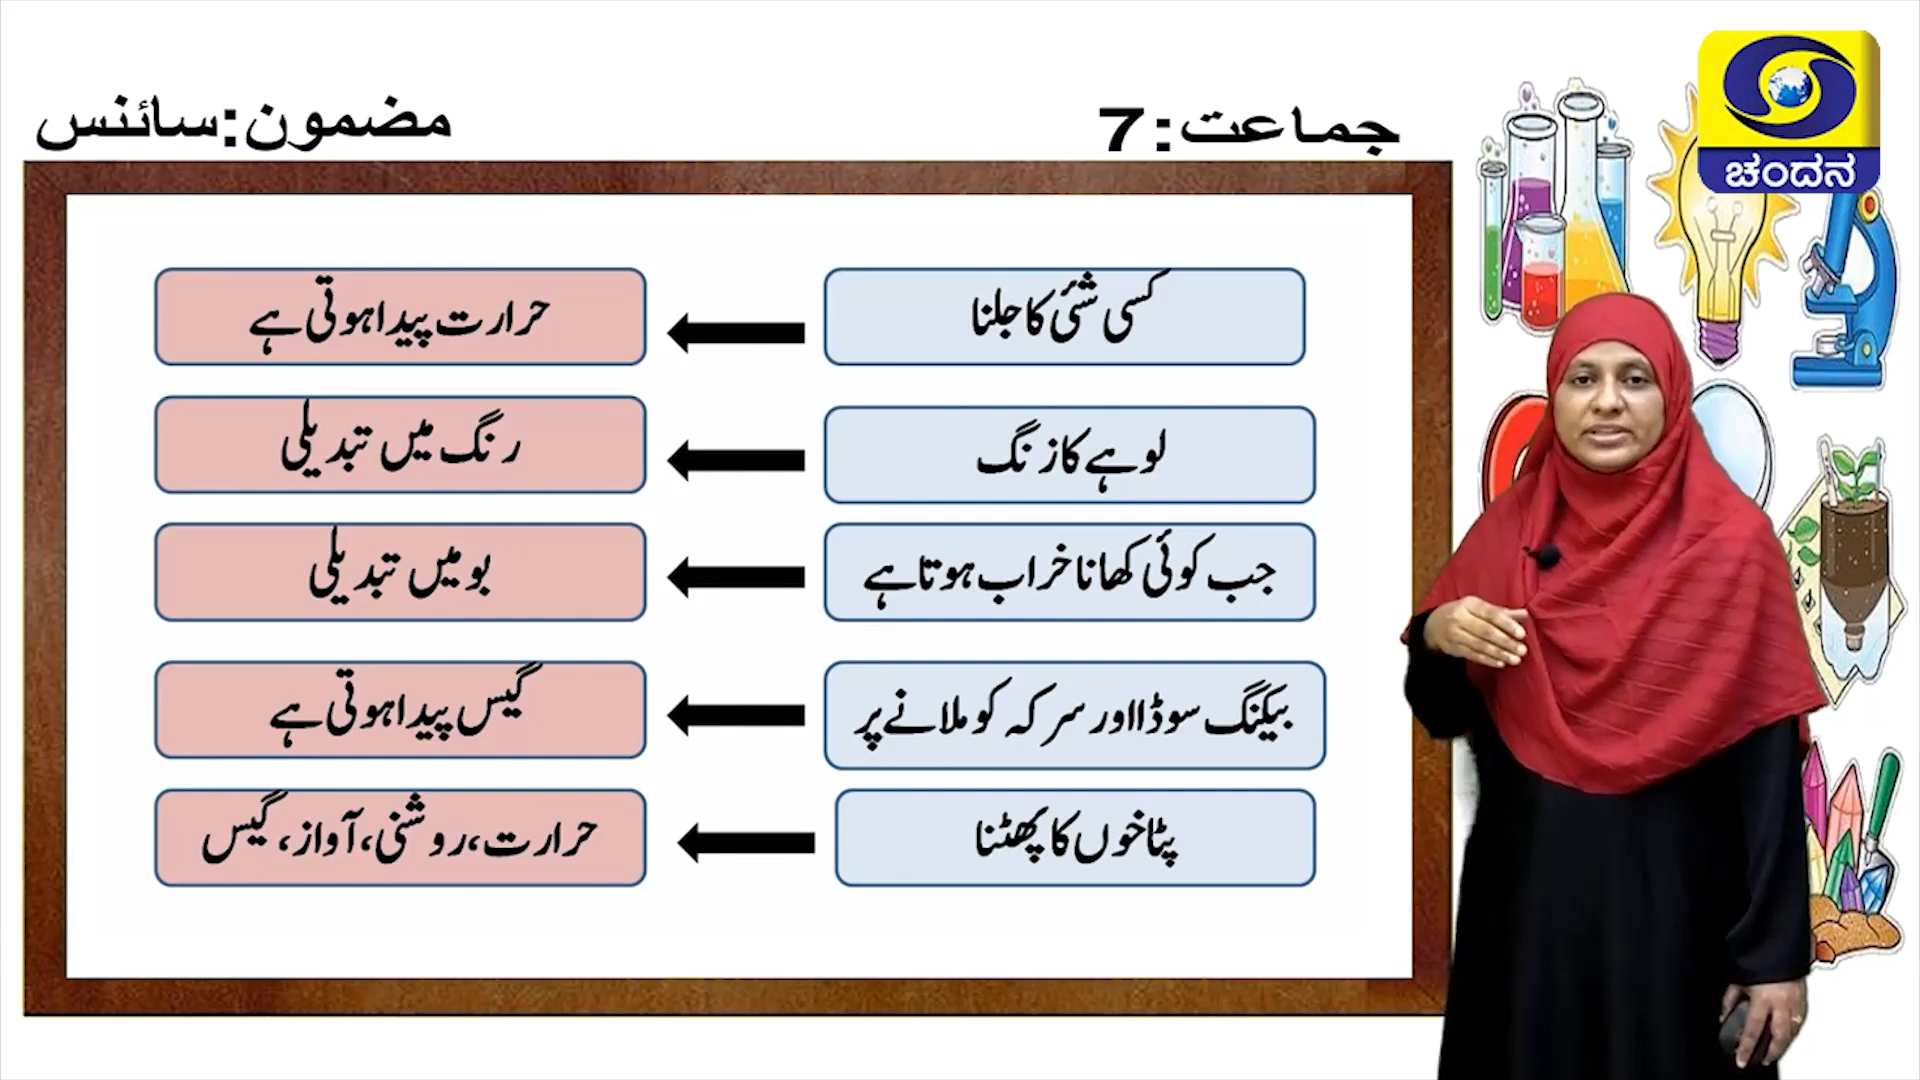 جماعت:7
مضمون:سائنس
ಚಂದನ
کسی شئی کا جلنا
حرارت پیدا ہوتی ہے
لوہے کا زنگ
رنگ میں تبدیلی
جب کوئی کھانا خراب ہوتا ہے
بو میں تبدیلی
بیکنگ سوڈا اور سرکہ کو ملانے پر
گیس پیدا ہوتی ہے
پٹاخوں کا پھٹنا
حرارت، روشنی، آواز، گیس